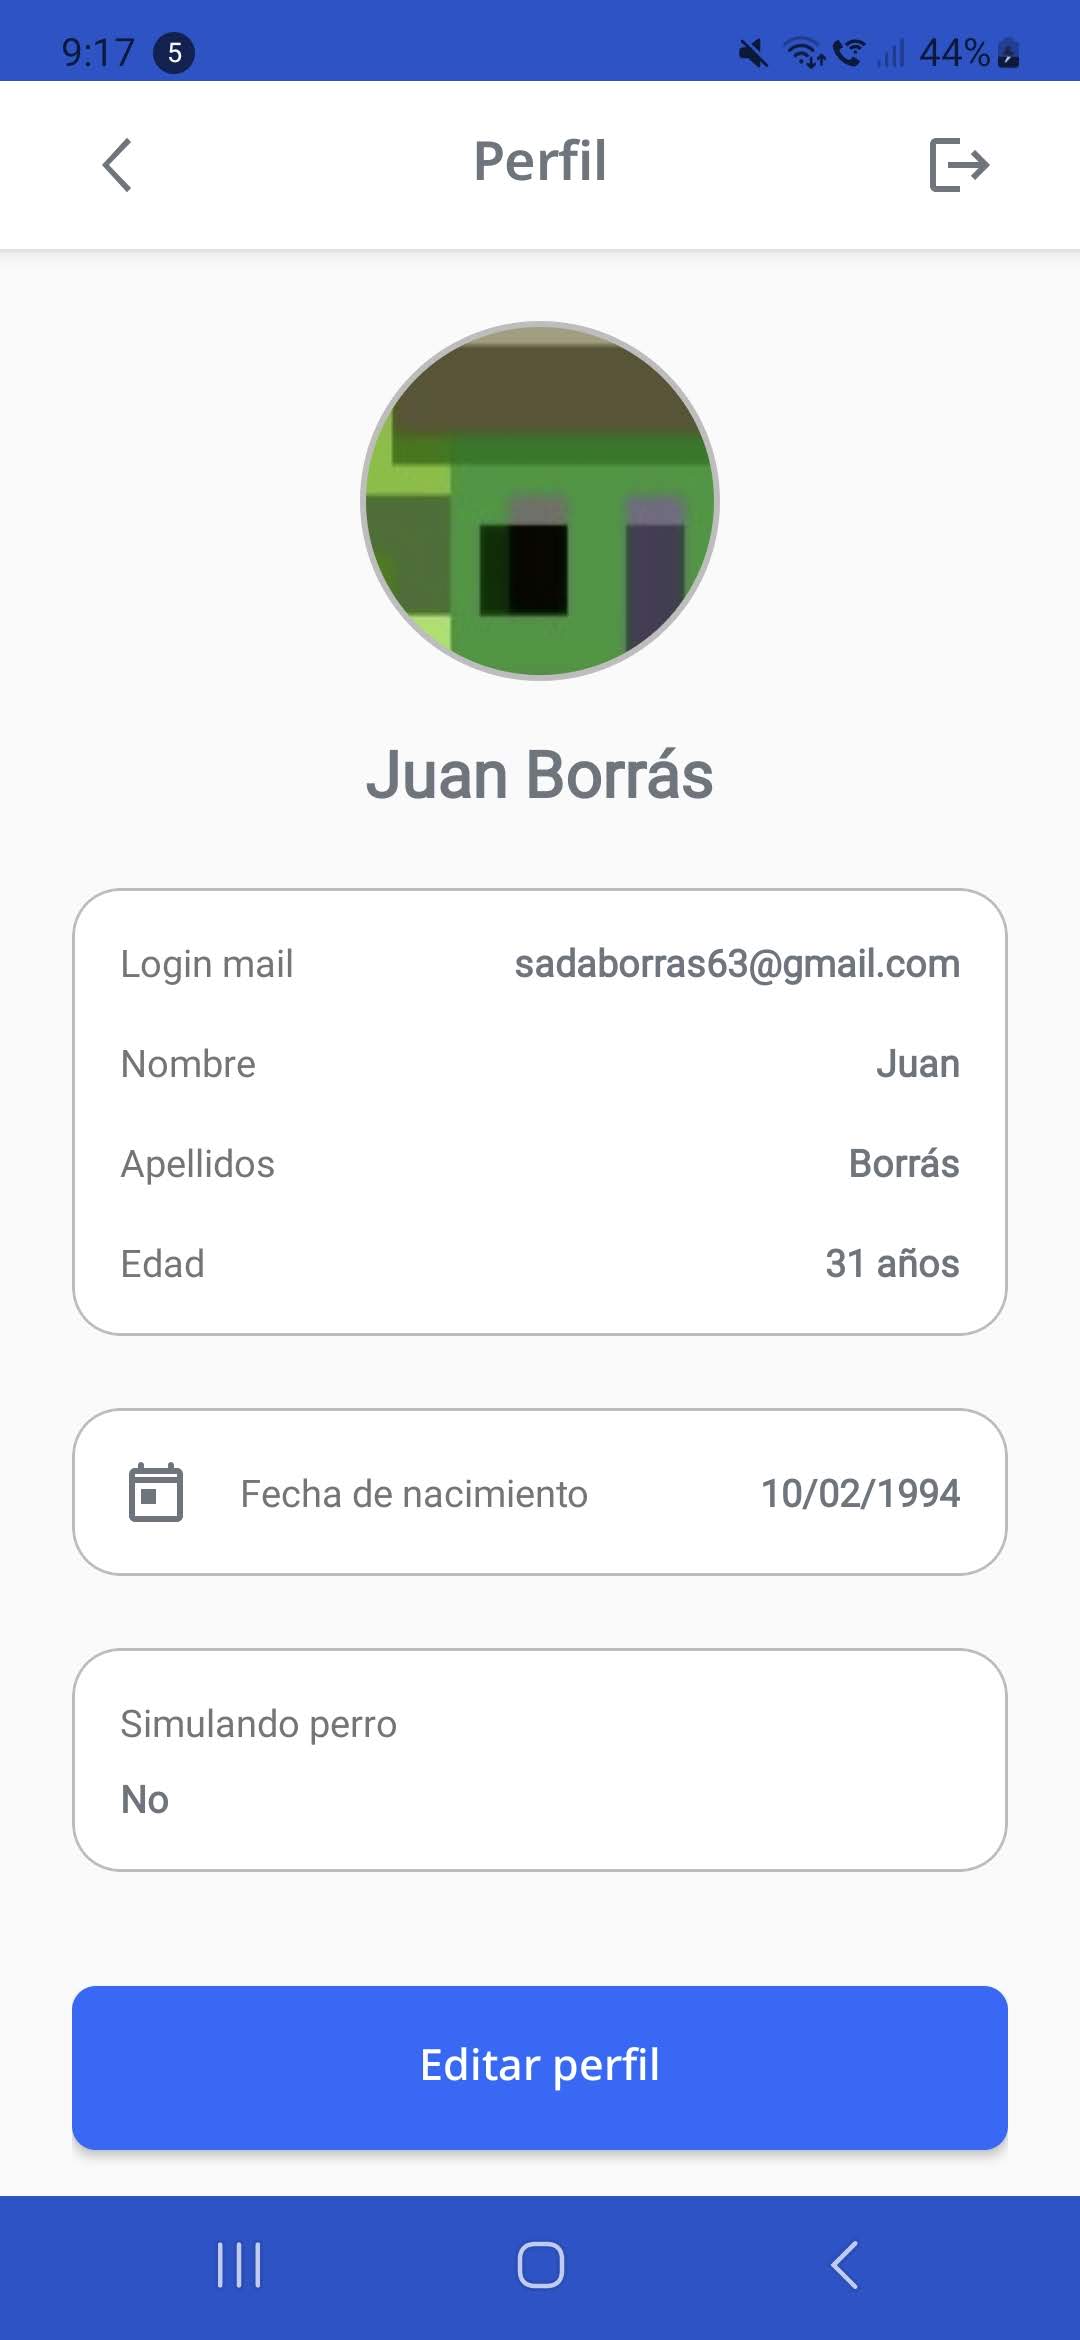 9:17 5 44%
Perfil
Juan Borrás
Login mail sadaborras63@gmail.com
Nombre Juan
Apellidos Borrás
Edad 31 años
Fecha de nacimiento 10/02/1994
Simulando perro
No
Editar perfil